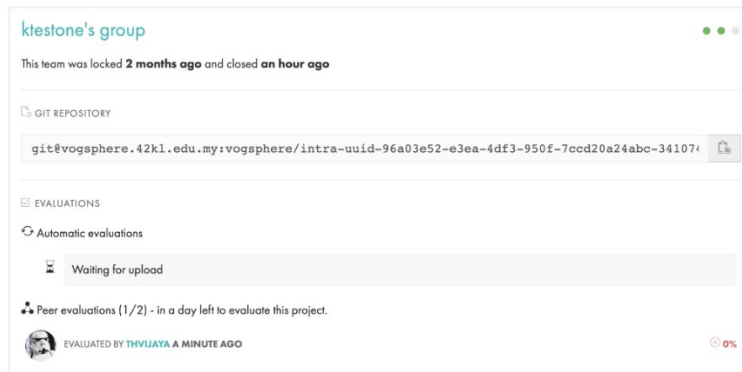 ktestone's group
This team was locked 2 months ago and closed an hour ago
GIT REPOSITORY
git@vogsphere.42kl.edu.my:vogsphere/intra-uuid-96a03e52-e3ea-4df3-950f-7ccd20a24abc-341074
EVALUATIONS
Automatic evaluations
Waiting for upload
Peer evaluations (1/2) - in a day left to evaluate this project.
EVALUATED BY THVIJAYA A MINUTE AGO 0%